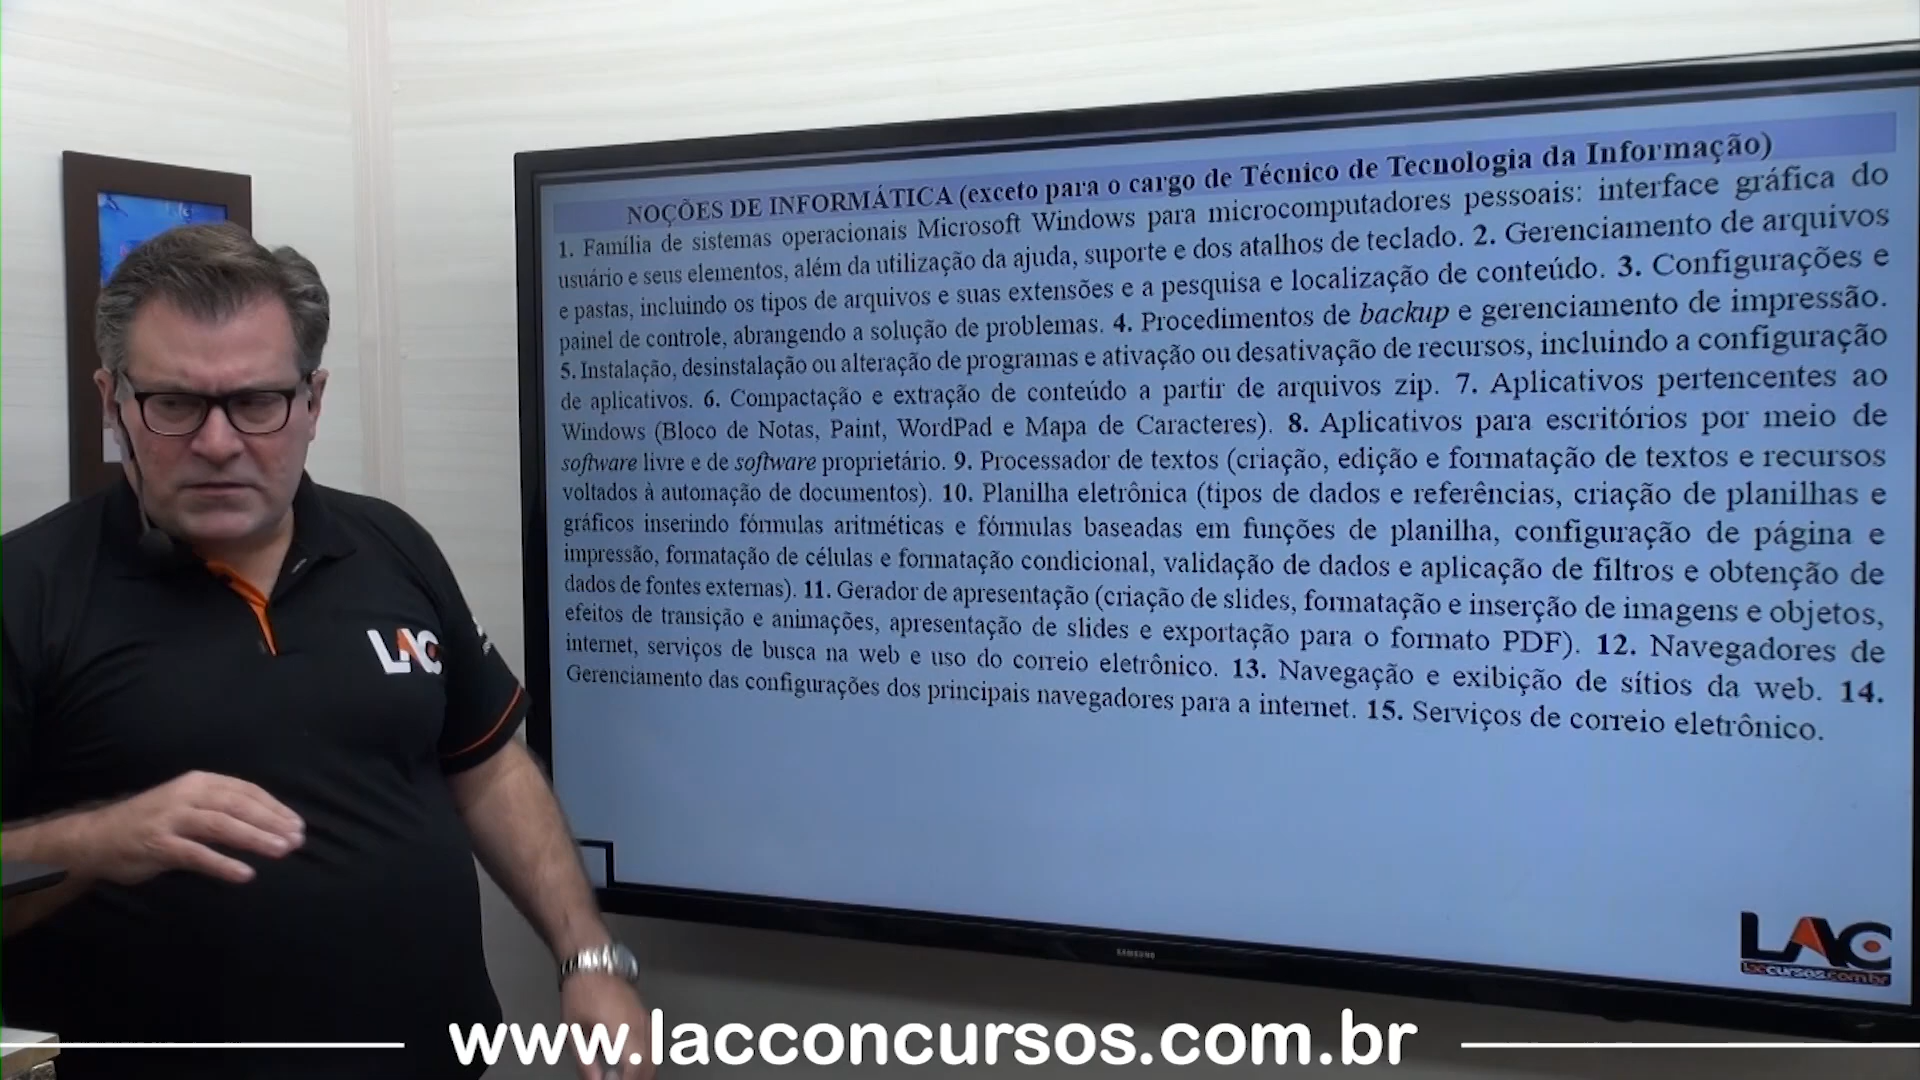 NOÇÕES DE INFORMÁTICA (exceto para o cargo de Técnico de Tecnologia da Informação)
1. Família de sistemas operacionais Microsoft Windows para microcomputadores pessoais: interface gráfica do
usuário e seus elementos, além da utilização da ajuda, suporte e dos atalhos de teclado. 2. Gerenciamento de arquivos
e pastas, incluindo os tipos de arquivos e suas extensões e a pesquisa e localização de conteúdo. 3. Configurações e
painel de controle, abrangendo a solução de problemas. 4. Procedimentos de backup e gerenciamento de impressão.
5. Instalação, desinstalação ou alteração de programas e ativação ou desativação de recursos, incluindo a configuração
de aplicativos. 6. Compactação e extração de conteúdo a partir de arquivos zip. 7. Aplicativos pertencentes ao
Windows (Bloco de Notas, Paint, WordPad e Mapa de Caracteres). 8. Aplicativos para escritórios por meio de
software livre e de software proprietário. 9. Processador de textos (criação, edição e formatação de textos e recursos
voltados à automação de documentos). 10. Planilha eletrônica (tipos de dados e referências, criação de planilhas e
gráficos inserindo fórmulas aritméticas e fórmulas baseadas em funções de planilha, configuração de página e
impressão, formatação de células e formatação condicional, validação de dados e aplicação de filtros e obtenção de
dados de fontes externas). 11. Gerador de apresentação (criação de slides, formatação e inserção de imagens e objetos,
efeitos de transição e animações, apresentação de slides e exportação para o formato PDF). 12. Navegadores de
internet, serviços de busca na web e uso do correio eletrônico. 13. Navegação e exibição de sítios da web. 14.
Gerenciamento das configurações dos principais navegadores para a internet. 15. Serviços de correio eletrônico.
LAC
LAC
laccursos.com.br
SAMSUNG
www.lacconcursos.com.br